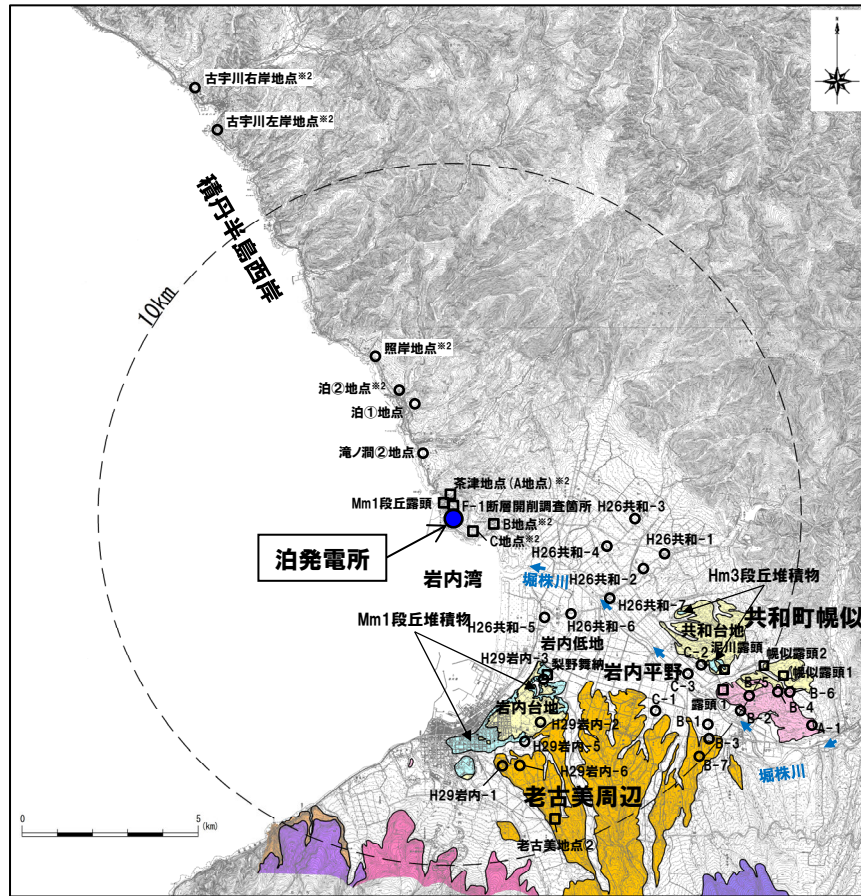 古宇川右岸地点※2
古宇川左岸地点※2
積丹半島西岸
10km
照岸地点※2
泊②地点※2
泊①地点
滝ノ澗②地点
茶津地点(A地点)※2
Mm1段丘露頭
F-1断層開削調査箇所
H26共和-3
B地点※2
C地点※2
泊発電所
H26共和-4
H26共和-1
岩内湾
堀株川
H26共和-2
Hm3段丘堆積物
H26共和-7
Mm1段丘堆積物
H26共和-5
H26共和-6
共和町幌似
共和台地
岩内低地
泥川露頭
幌似露頭2
C-2
H29岩内-3
梨野舞納
岩内平野
幌似露頭1
C-3
B-5
B-6
岩内台地
露頭①
B-4
C-1
B-2
H29岩内-2
B-1
A-1
H29岩内-5
B-3
B-7
H29岩内-6
堀株川
H29岩内-1
老古美周辺
老古美地点2
0
5
(km)